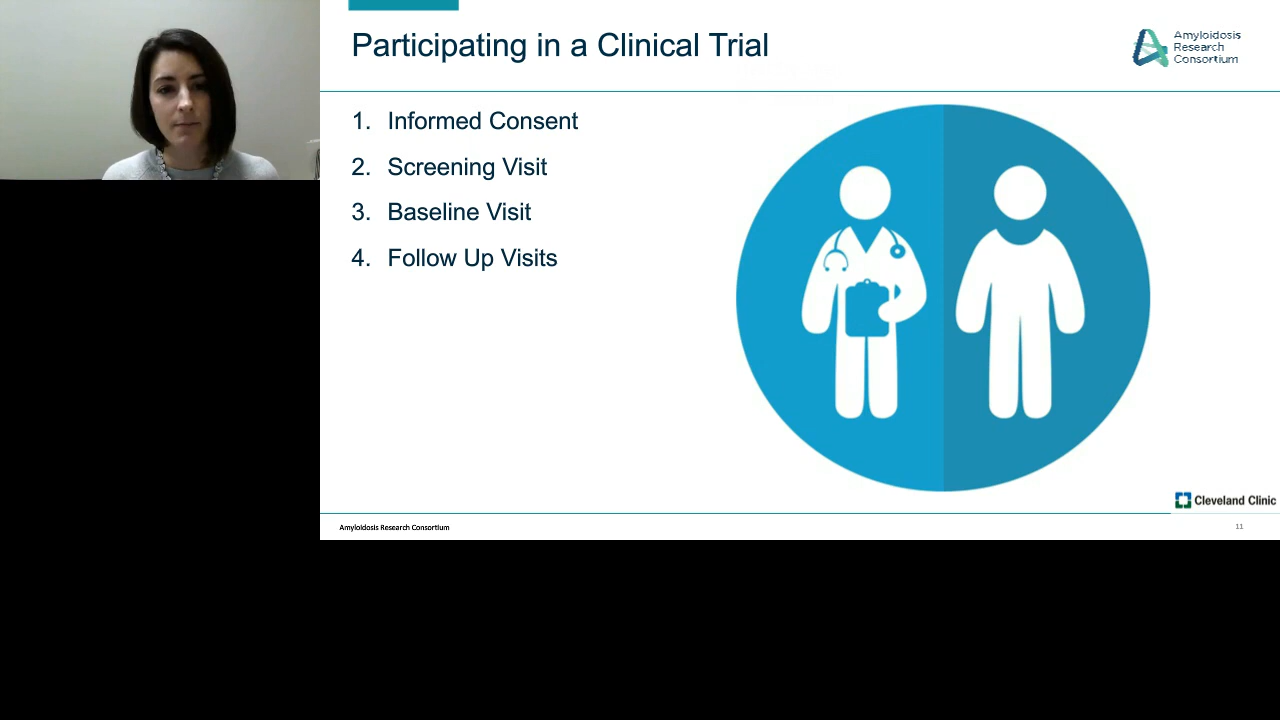 Participating in a Clinical Trial
Amyloidosis
Research
Consortium
1. Informed Consent
2. Screening Visit
3. Baseline Visit
4. Follow Up Visits
Cleveland Clinic
Amyloidosis Research Consortium
11